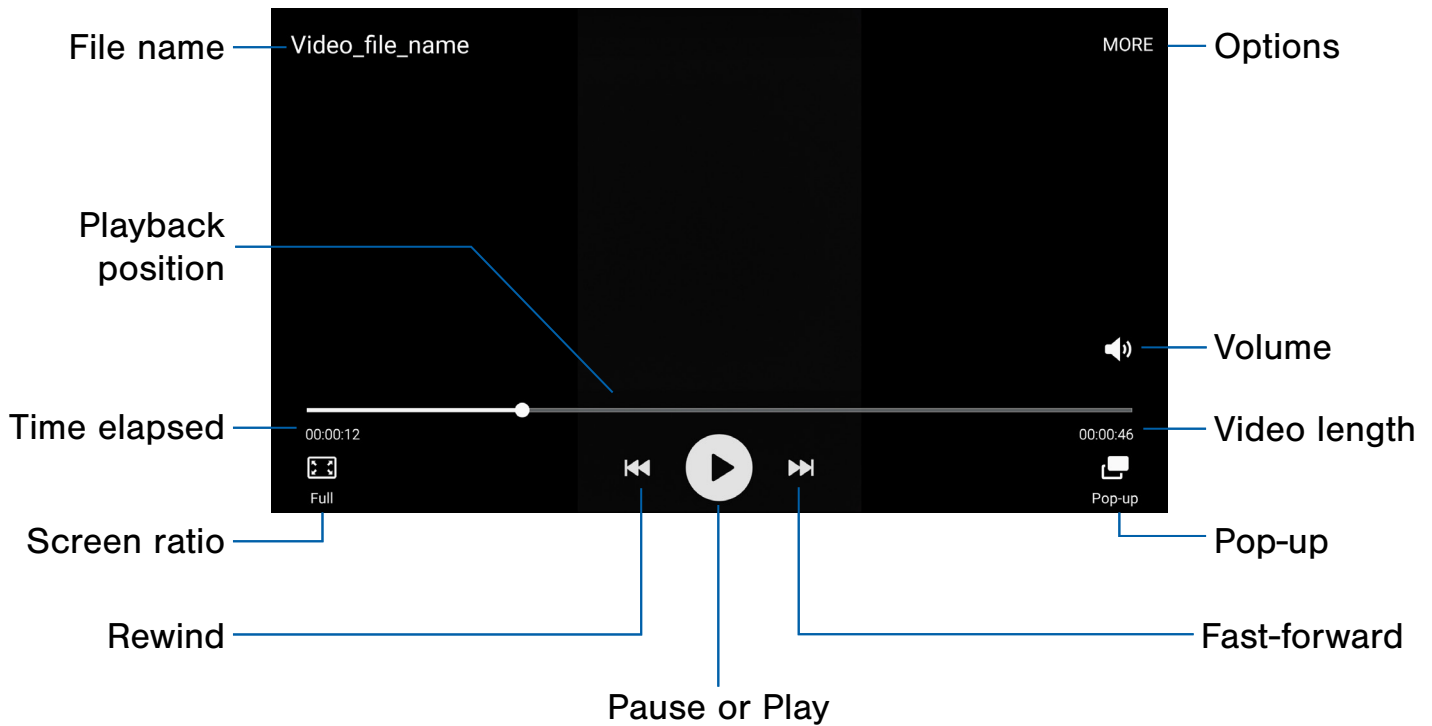 File name
Video_file_name
MORE
Options
Playback
position
Volume
Time elapsed
00:00:12
00:00:46
Video length
Full
Pop-up
Screen ratio
Pop-up
Rewind
Fast-forward
Pause or Play